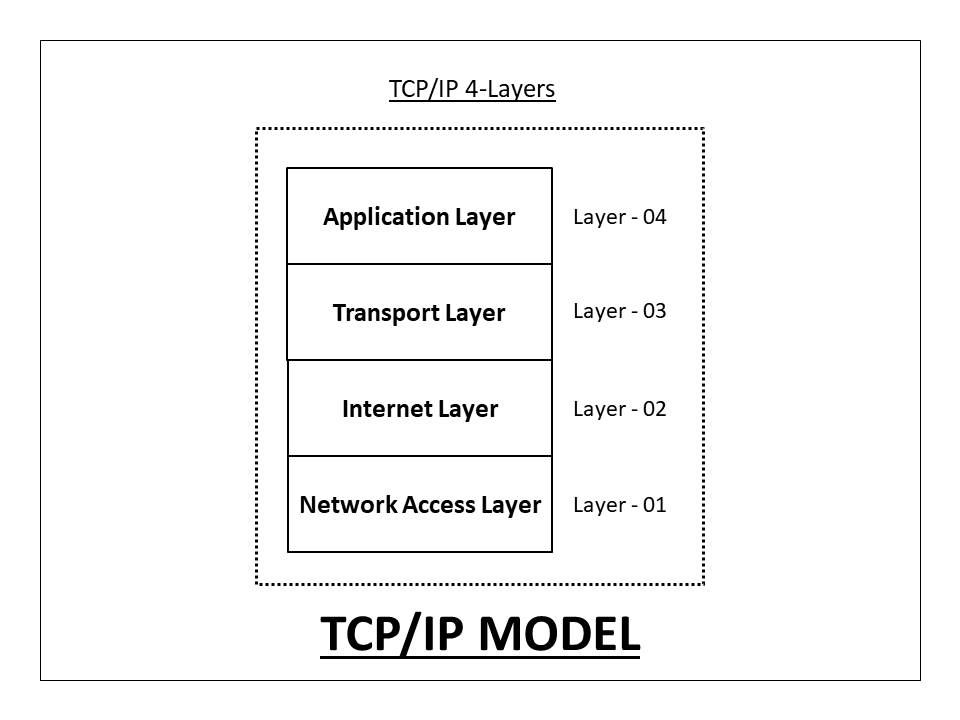 TCP/IP 4-Layers
Application Layer Layer - 04
Transport Layer Layer - 03
Internet Layer Layer - 02
Network Access Layer Layer - 01
TCP/IP MODEL